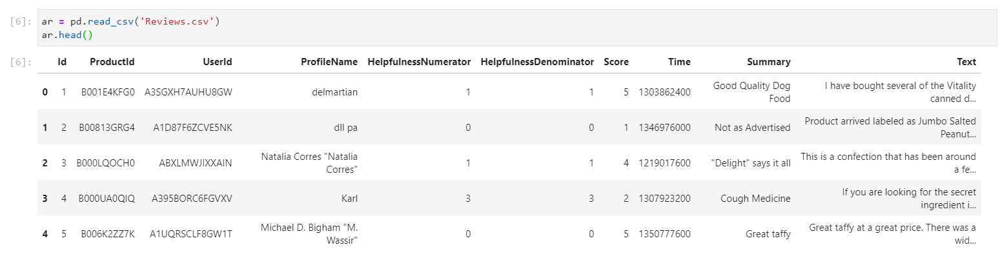 [6]: ar = pd.read_csv('Reviews.csv')
ar.head()
[6]: Id ProductId UserId ProfileName HelpfulnessNumerator HelpfulnessDenominator Score Time Summary Text
0 1 B001E4KFG0 A3SGXH7AUHU8GW delmartian 1 1 5 1303862400 Good Quality Dog Food I have bought several of the Vitality canned d...
1 2 B00813GRG4 A1D87F6ZCVE5NK dll pa 0 0 1 1346976000 Not as Advertised Product arrived labeled as Jumbo Salted Peanut...
2 3 B000LQOCH0 ABXLMWJIXXAIN Natalia Corres "Natalia Corres" 1 1 4 1219017600 "Delight" says it all This is a confection that has been around a fe...
3 4 B000UA0QIQ A395BORC6FGVXV Karl 3 3 2 1307923200 Cough Medicine If you are looking for the secret ingredient i...
4 5 B006K2ZZ7K A1UQRSCLF8GW1T Michael D. Bigham "M. Wassir" 0 0 5 1350777600 Great taffy Great taffy at a great price. There was a wid...